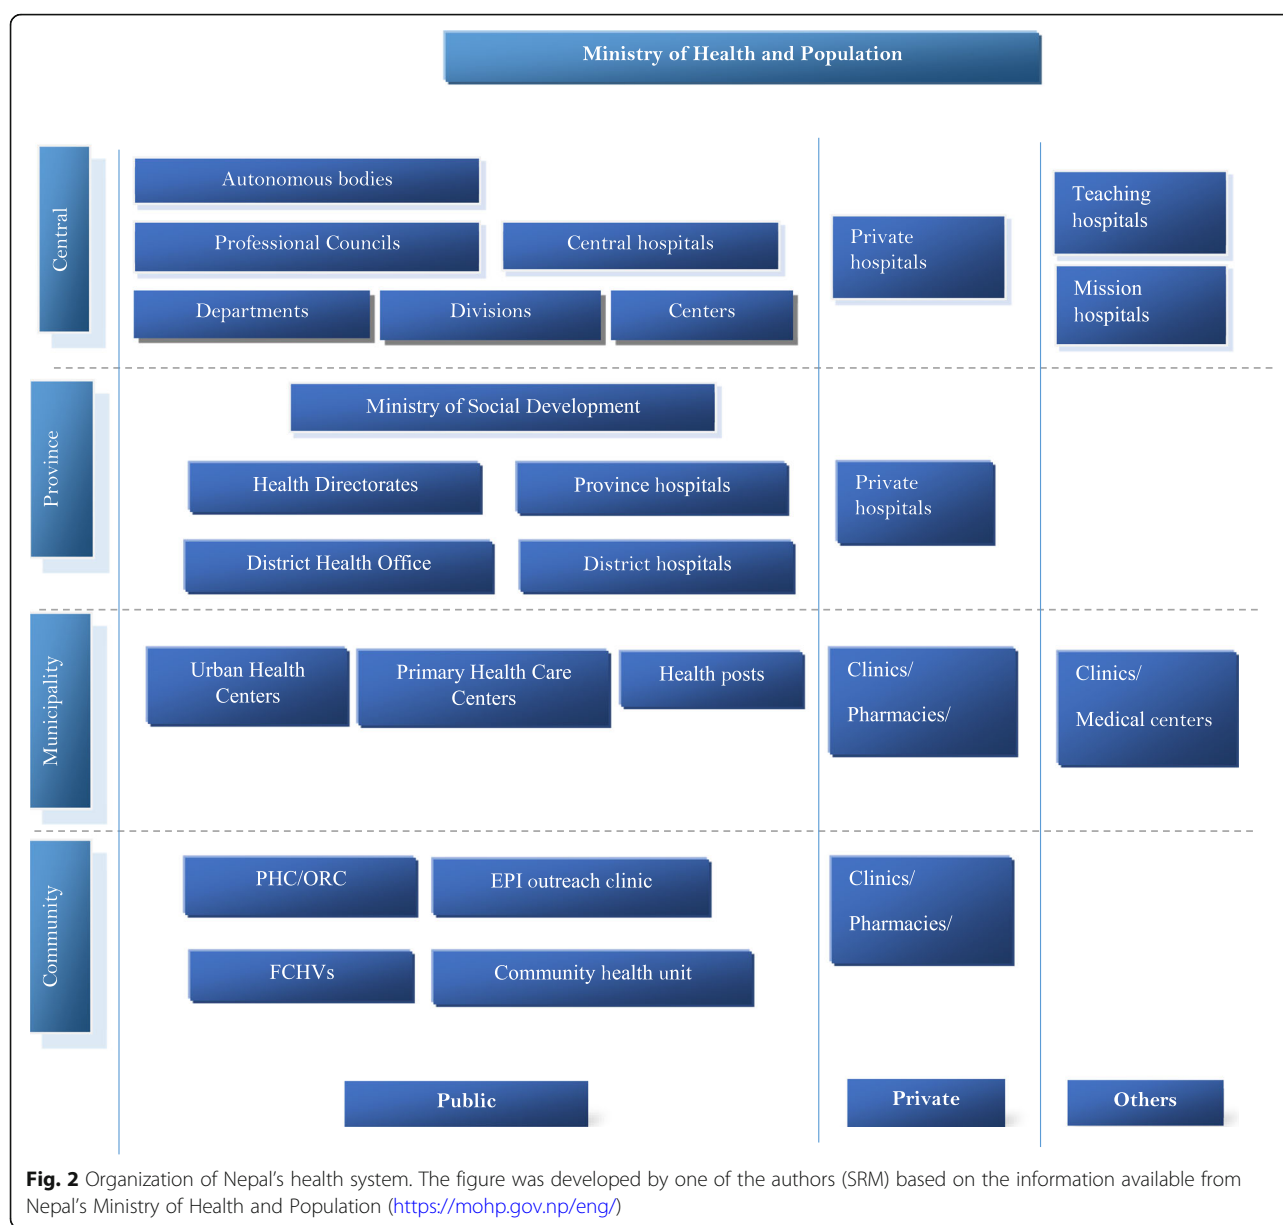 Ministry of Health and Population
Central
Autonomous bodies
Professional Councils
Central hospitals
Departments
Divisions
Centers
Private
hospitals
Teaching
hospitals
Mission
hospitals
Province
Ministry of Social Development
Health Directorates
Province hospitals
District Health Office
District hospitals
Private
hospitals
Municipality
Urban Health
Centers
Primary Health Care
Centers
Health posts
Clinics/
Pharmacies/
Clinics/
Medical centers
Community
PHC/ORC
EPI outreach clinic
FCHVs
Community health unit
Clinics/
Pharmacies/
Public
Private
Others
Fig. 2 Organization of Nepal's health system. The figure was developed by one of the authors (SRM) based on the information available from
Nepal's Ministry of Health and Population (https://mohp.gov.np/eng/)